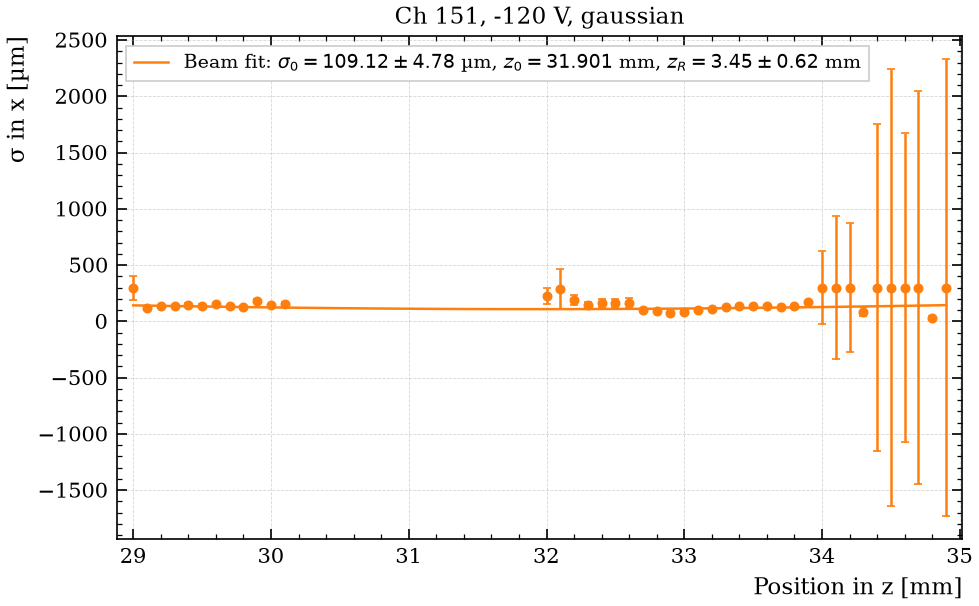 Ch 151, -120 V, gaussian
Beam fit: σ₀ = 109.12 ± 4.78 µm, z₀ = 31.901 mm, z_R = 3.45 ± 0.62 mm
σ in x [µm]
2500
2000
1500
1000
500
0
−500
−1000
−1500
29 30 31 32 33 34 35
Position in z [mm]